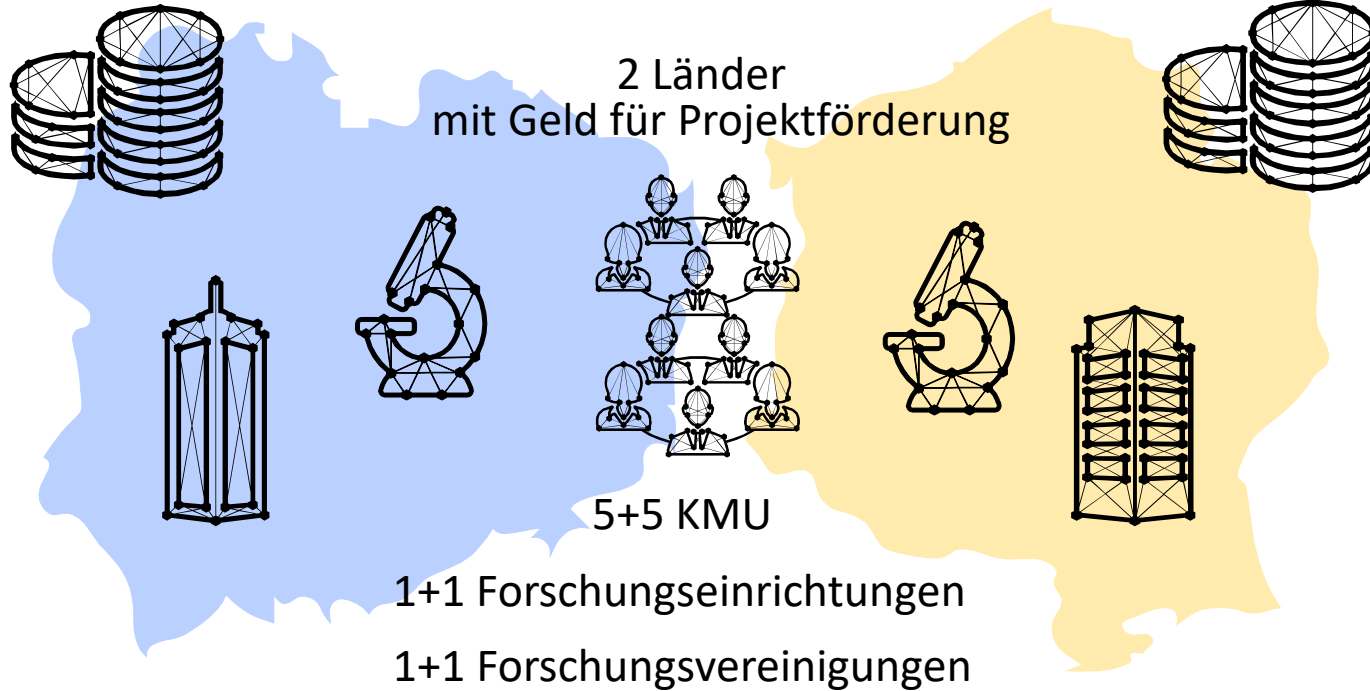 2 Länder
mit Geld für Projektförderung
5+5 KMU
1+1 Forschungseinrichtungen
1+1 Forschungsvereinigungen